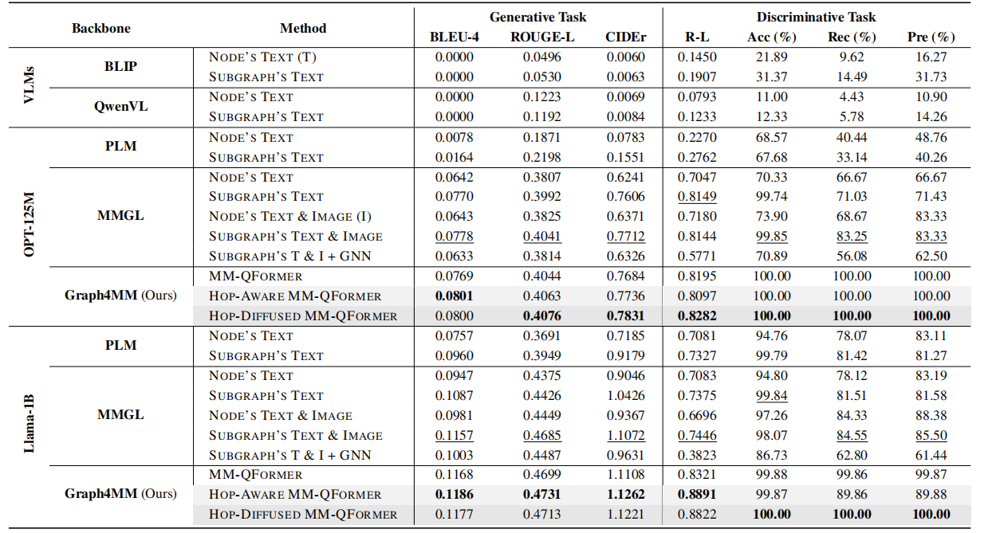 Backbone Method Generative Task Discriminative Task
BLEU-4 ROUGE-L CIDEr R-L Acc (%) Rec (%) Pre (%)
VLMs
BLIP
NODE'S TEXT (T) 0.0000 0.0496 0.0060 0.1450 21.89 9.62 16.27
SUBGRAPH'S TEXT 0.0000 0.0530 0.0063 0.1907 31.37 14.49 31.73
QwenVL
NODE'S TEXT 0.0000 0.1223 0.0069 0.0793 11.00 4.43 10.90
SUBGRAPH'S TEXT 0.0000 0.1192 0.0084 0.1233 12.33 5.78 14.26
OPT-125M
PLM
NODE'S TEXT 0.0078 0.1871 0.0783 0.2270 68.57 40.44 48.76
SUBGRAPH'S TEXT 0.0164 0.2198 0.1551 0.2762 67.68 33.14 40.26
MMGL
NODE'S TEXT 0.0642 0.3807 0.6241 0.7047 70.33 66.67 66.67
SUBGRAPH'S TEXT 0.0770 0.3992 0.7606 0.8149 99.74 71.03 71.43
NODE'S TEXT & IMAGE (I) 0.0643 0.3825 0.6371 0.7180 73.90 68.67 83.33
SUBGRAPH'S TEXT & IMAGE 0.0778 0.4041 0.7712 0.8144 99.85 83.25 83.33
SUBGRAPH'S T & I + GNN 0.0633 0.3814 0.6326 0.5771 70.89 56.08 62.50
Graph4MM (Ours)
MM-QFORMER 0.0769 0.4044 0.7684 0.8195 100.00 100.00 100.00
HOP-AWARE MM-QFORMER 0.0801 0.4063 0.7736 0.8097 100.00 100.00 100.00
HOP-DIFFUSED MM-QFORMER 0.0800 0.4076 0.7831 0.8282 100.00 100.00 100.00
Llama-1B
PLM
NODE'S TEXT 0.0757 0.3691 0.7185 0.7081 94.76 78.07 83.11
SUBGRAPH'S TEXT 0.0960 0.3949 0.9179 0.7327 99.79 81.42 81.27
MMGL
NODE'S TEXT 0.0947 0.4375 0.9046 0.7083 94.80 78.12 83.19
SUBGRAPH'S TEXT 0.1087 0.4426 1.0426 0.7375 99.84 81.51 81.58
NODE'S TEXT & IMAGE 0.0981 0.4449 0.9367 0.6696 97.26 84.33 88.38
SUBGRAPH'S TEXT & IMAGE 0.1157 0.4685 1.1072 0.7446 98.07 84.55 85.50
SUBGRAPH'S T & I + GNN 0.1003 0.4487 0.9631 0.3823 86.73 62.80 61.44
Graph4MM (Ours)
MM-QFORMER 0.1168 0.4699 1.1108 0.8321 99.88 99.86 99.87
HOP-AWARE MM-QFORMER 0.1186 0.4731 1.1262 0.8891 99.87 89.86 89.88
HOP-DIFFUSED MM-QFORMER 0.1177 0.4713 1.1221 0.8822 100.00 100.00 100.00